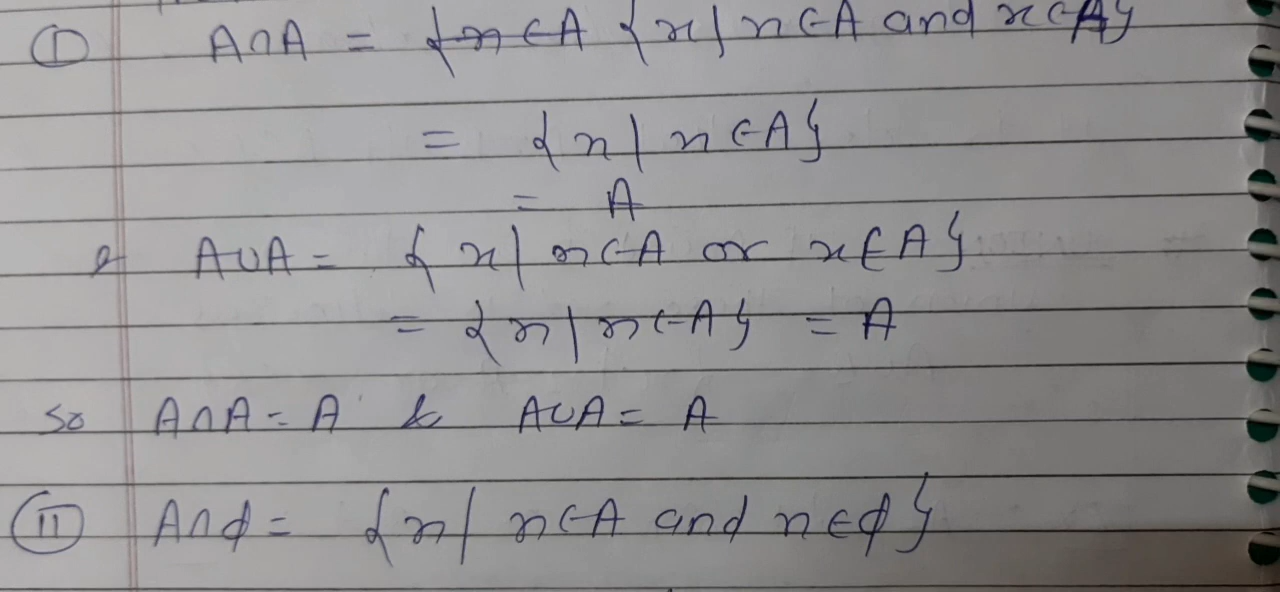 (I) A∩A = {x∈A {x | x∈A and x∈A}
= {x | x∈A}
= A
& A∪A = {x | x∈A or x∈A}
= {x | x∈A} = A
so A∩A = A & A∪A = A
(II) A∩ϕ = {x | x∈A and x∈ϕ}